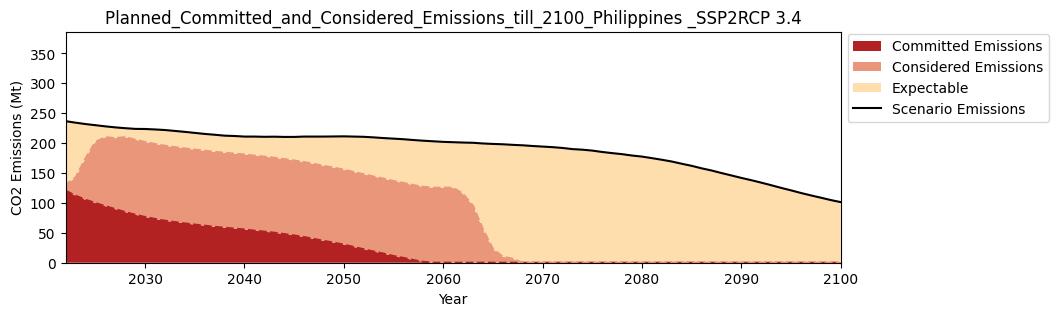 Planned_Committed_and_Considered_Emissions_till_2100_Philippines _SSP2RCP 3.4
350
300
250
200
150
100
50
0
CO2 Emissions (Mt)
2030
2040
2050
2060
2070
2080
2090
2100
Year
Committed Emissions
Considered Emissions
Expectable
Scenario Emissions